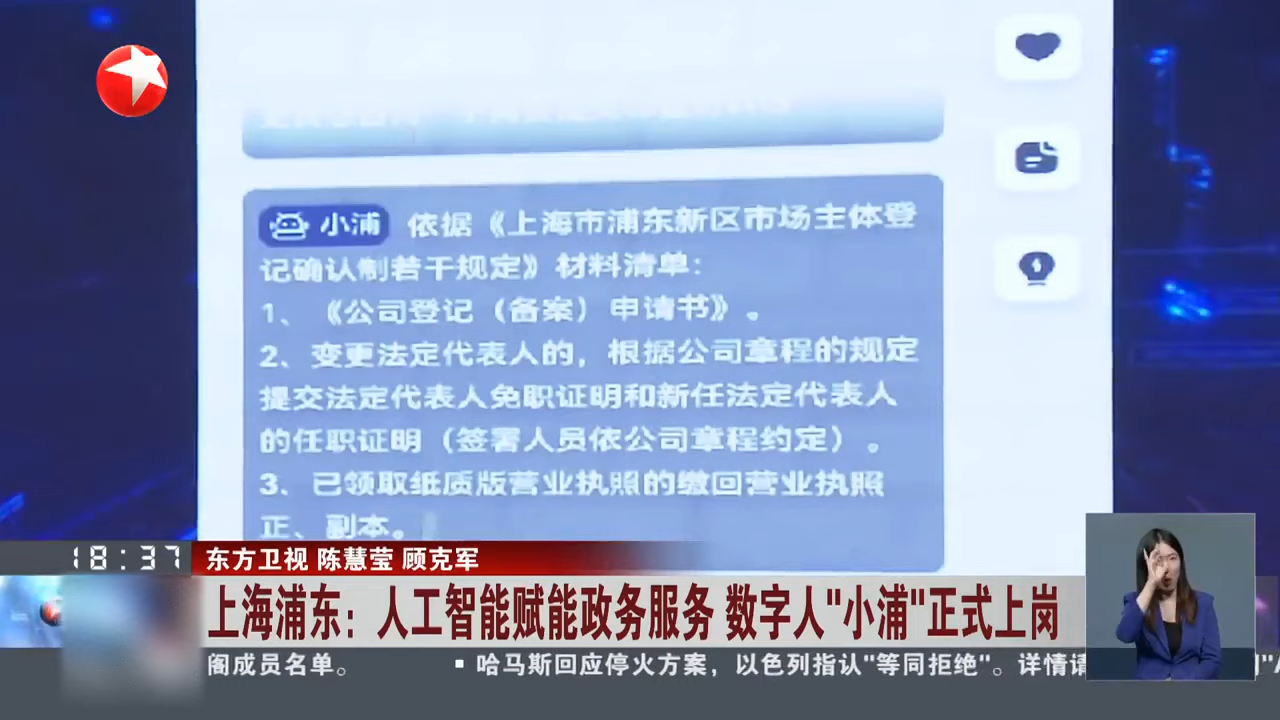 小浦 依据《上海市浦东新区市场主体登
记确认制若干规定》材料清单：
1、《公司登记（备案）申请书》。
2、变更法定代表人的，根据公司章程的规定
提交法定代表人免职证明和新任法定代表人
的任职证明（签署人员依公司章程约定）。
3、已领取纸质版营业执照的缴回营业执照
正、副本。
18:37 东方卫视 陈慧莹 顾克军
上海浦东：人工智能赋能政务服务 数字人"小浦"正式上岗
阁成员名单。 ▪ 哈马斯回应停火方案，以色列指认"等同拒绝"。详情请